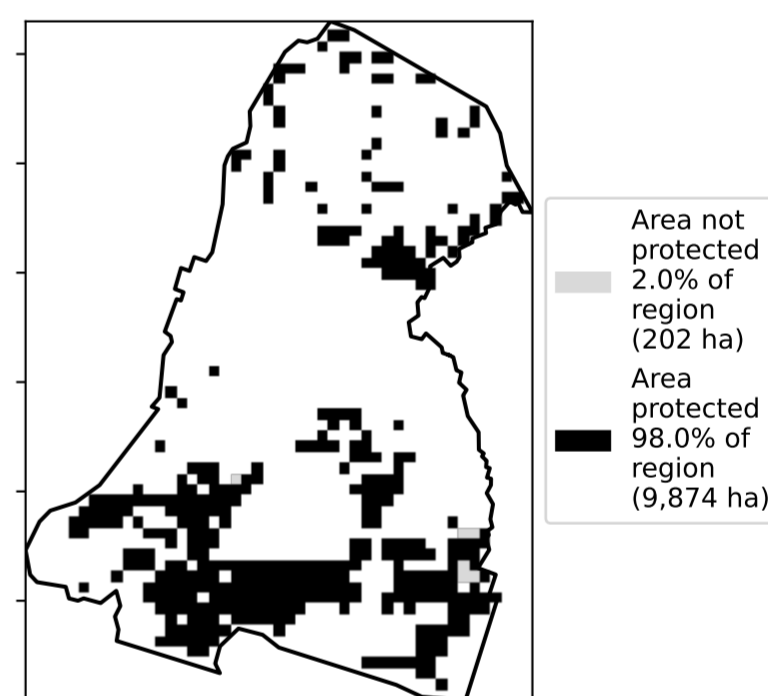 Area not
protected
2.0% of
region
(202 ha)
Area
protected
98.0% of
region
(9,874 ha)